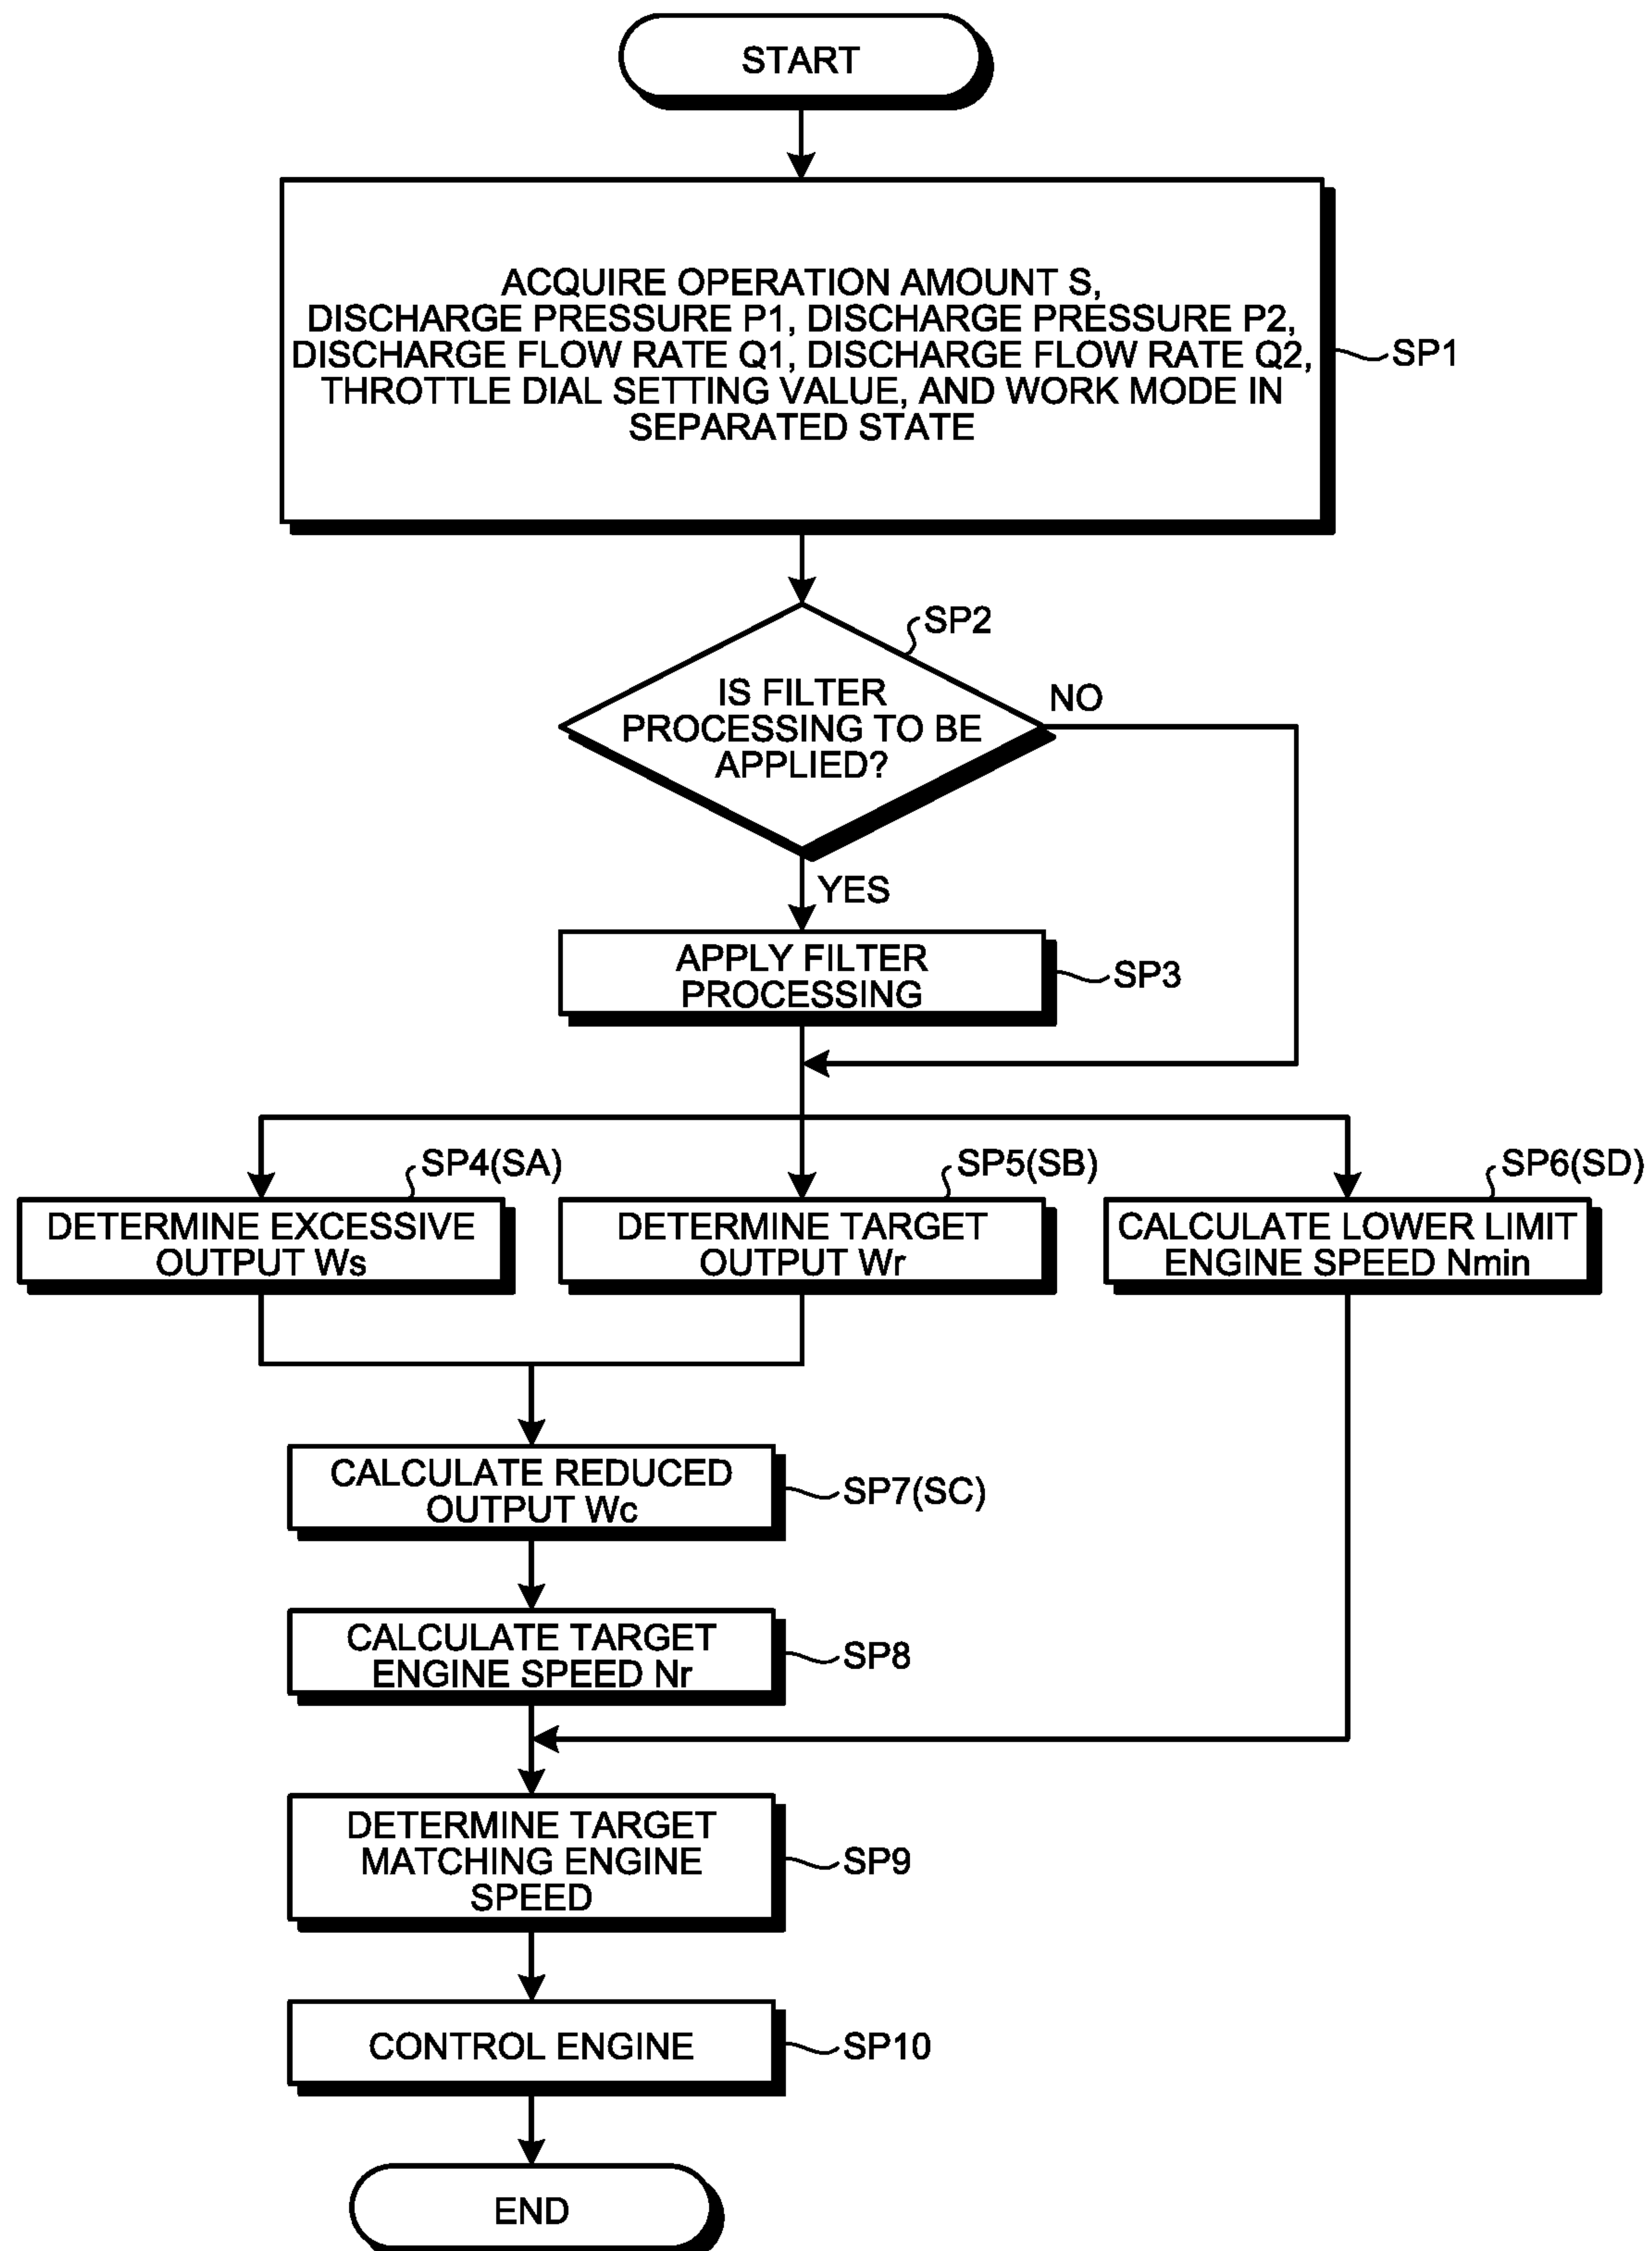 START
ACQUIRE OPERATION AMOUNT S,
DISCHARGE PRESSURE P1, DISCHARGE PRESSURE P2,
DISCHARGE FLOW RATE Q1, DISCHARGE FLOW RATE Q2,
THROTTLE DIAL SETTING VALUE, AND WORK MODE IN
SEPARATED STATE
SP1
SP2
IS FILTER
PROCESSING TO BE
APPLIED?
NO
YES
APPLY FILTER
PROCESSING
SP3
SP4(SA)
DETERMINE EXCESSIVE
OUTPUT Ws
SP5(SB)
DETERMINE TARGET
OUTPUT Wr
SP6(SD)
CALCULATE LOWER LIMIT
ENGINE SPEED Nmin
CALCULATE REDUCED
OUTPUT Wc
SP7(SC)
CALCULATE TARGET
ENGINE SPEED Nr
SP8
DETERMINE TARGET
MATCHING ENGINE
SPEED
SP9
CONTROL ENGINE
SP10
END